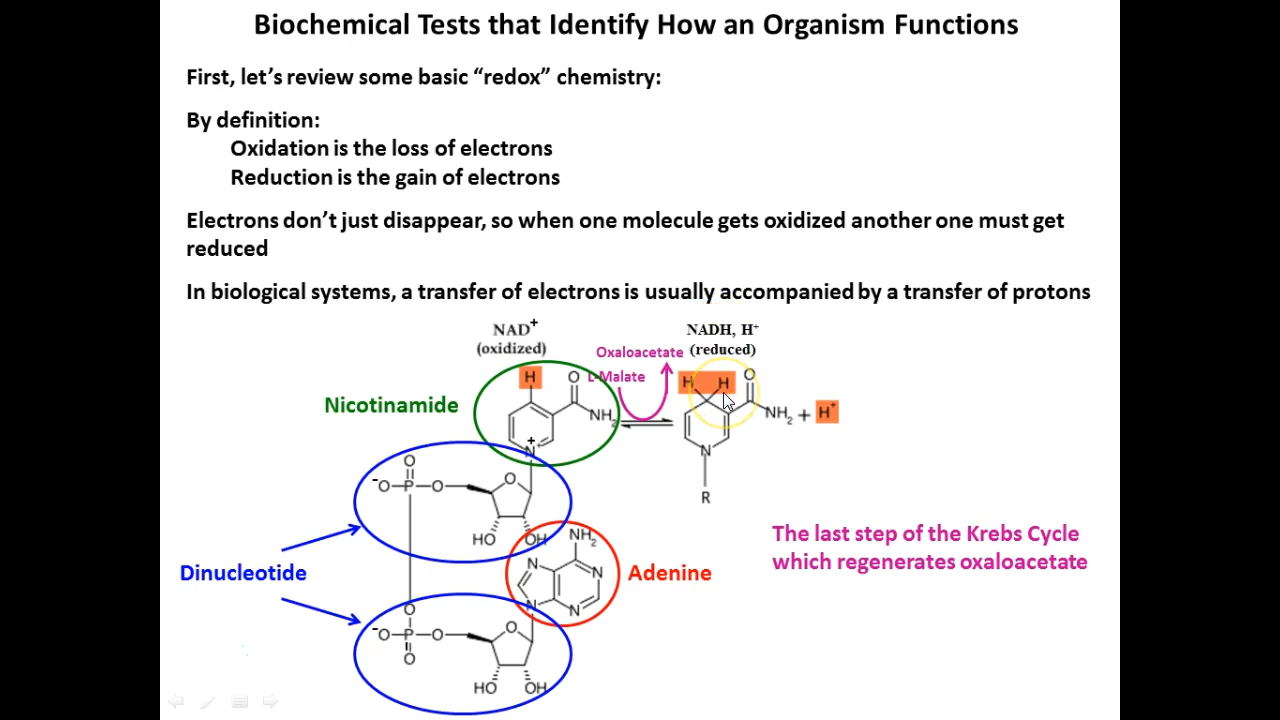 Biochemical Tests that Identify How an Organism Functions
First, let's review some basic “redox” chemistry:
By definition:
Oxidation is the loss of electrons
Reduction is the gain of electrons
Electrons don't just disappear, so when one molecule gets oxidized another one must get
reduced
In biological systems, a transfer of electrons is usually accompanied by a transfer of protons
NAD+
(oxidized)
Oxaloacetate
L-Malate
NADH, H+
(reduced)
H
O
NH2
+
N
Nicotinamide
H
H
O
NH2
+ H+
N
R
O
-O
P
O
O
HO
OH
NH2
N
N
N
N
Adenine
Dinucleotide
O
-O
P
O
O
O
HO
OH
The last step of the Krebs Cycle
which regenerates oxaloacetate